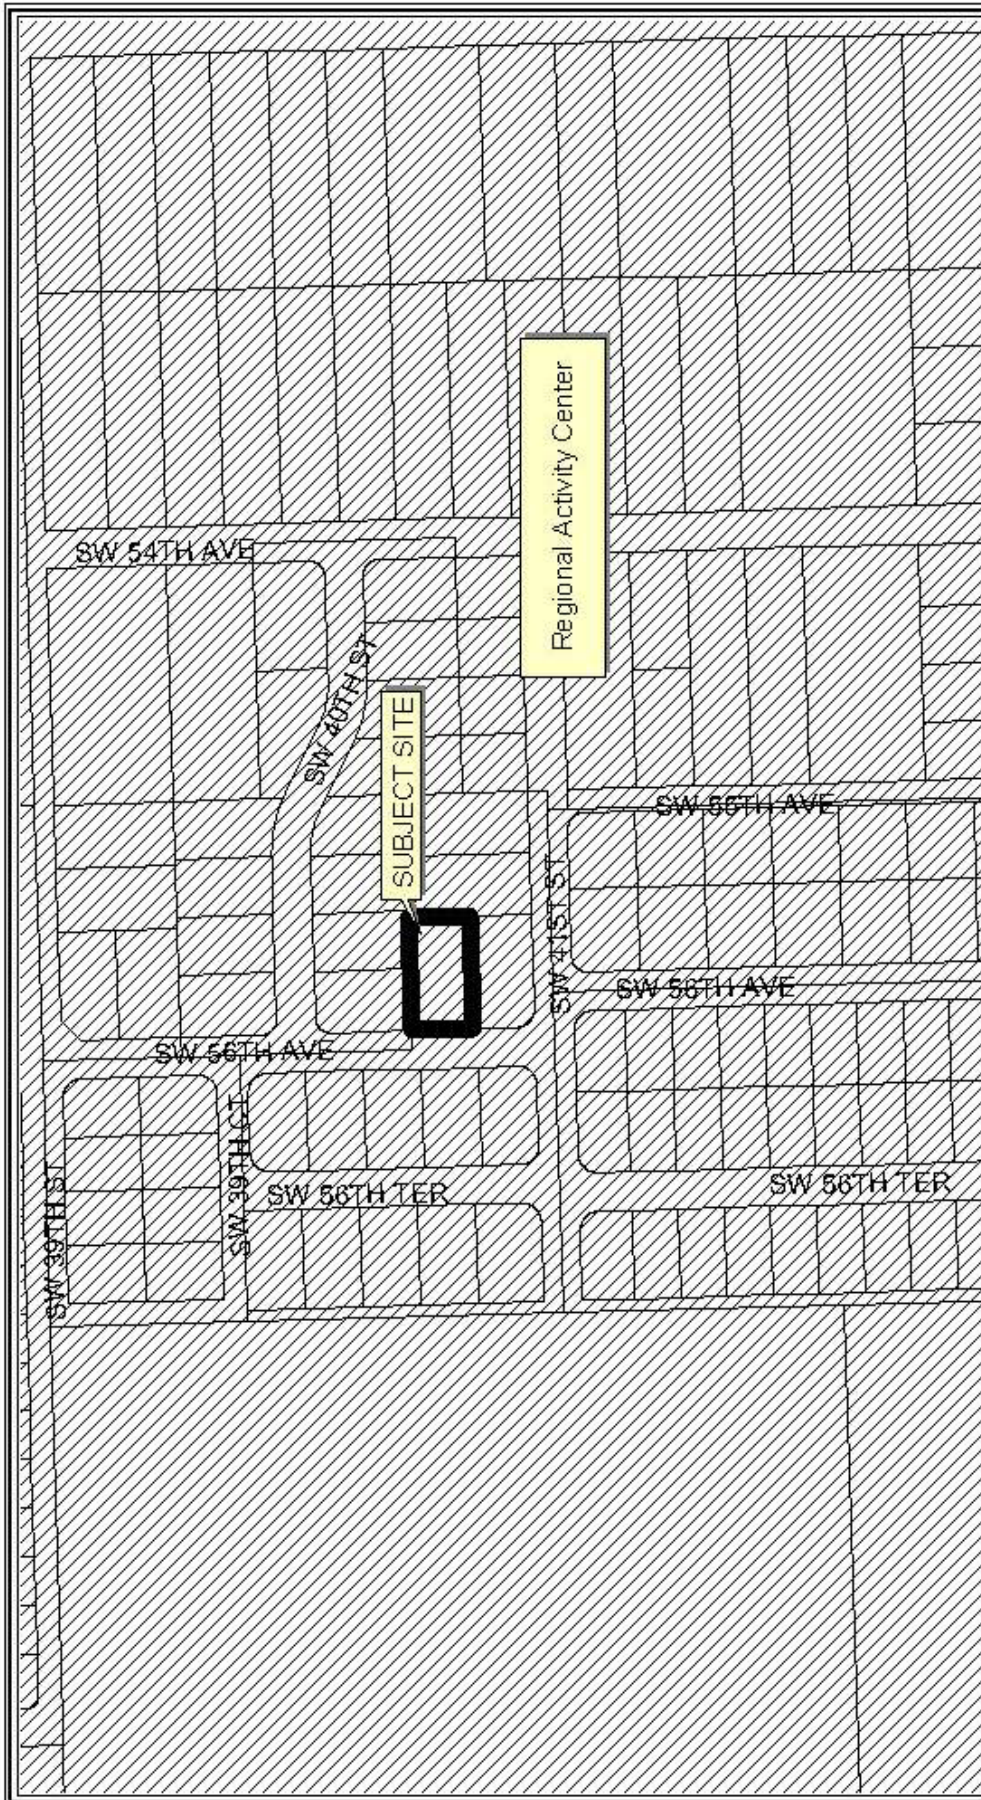 SW 54TH AVE
Regional Activity Center
SW 40TH ST
SUBJECT SITE
SW 55TH AVE
SW 41ST ST
SW 56TH AVE
SW 56TH AVE
SW 39TH CT
SW 39TH ST
SW 56TH TER
SW 56TH TER